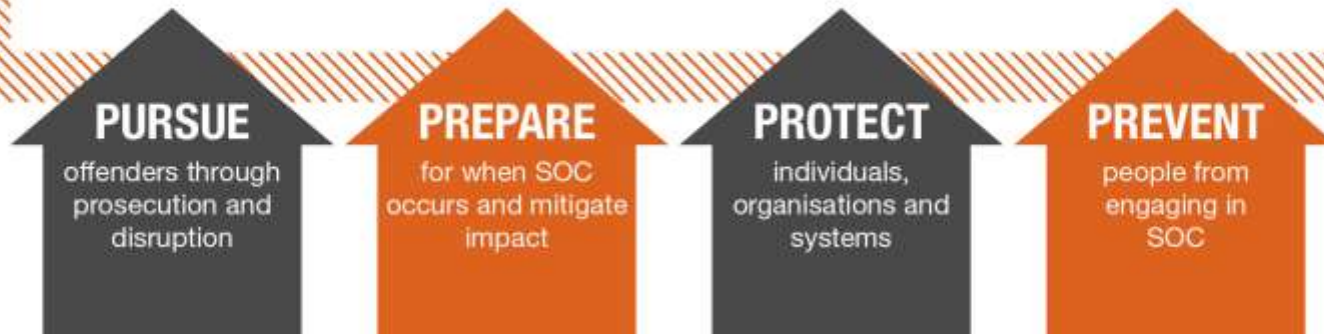 PURSUE
offenders through
prosecution and
disruption
PREPARE
for when SOC
occurs and mitigate
impact
PROTECT
individuals,
organisations and
systems
PREVENT
people from
engaging in
SOC